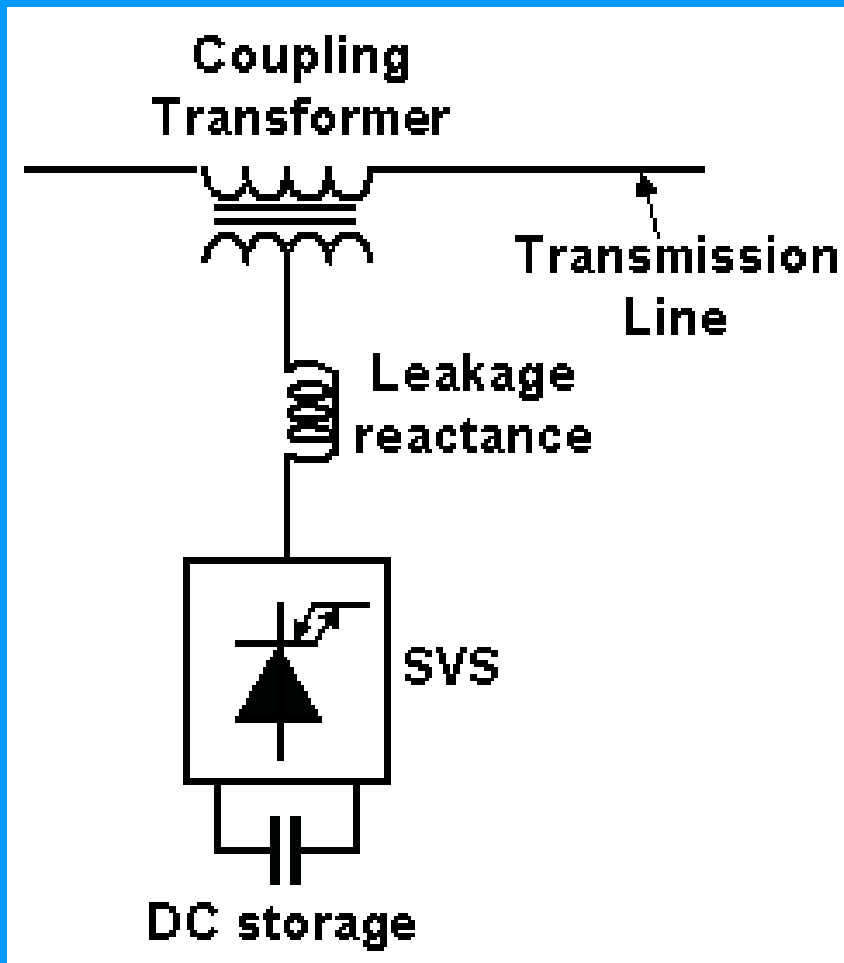 Coupling
Transformer
Transmission
Line
Leakage
reactance
SVS
DC storage